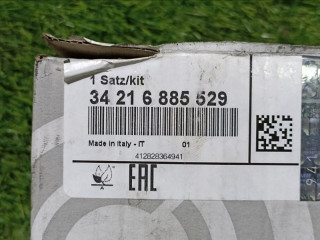 1 Satz/kit
34 21 6 885 529
Made in Italy - IT 01
412828364941
EAC